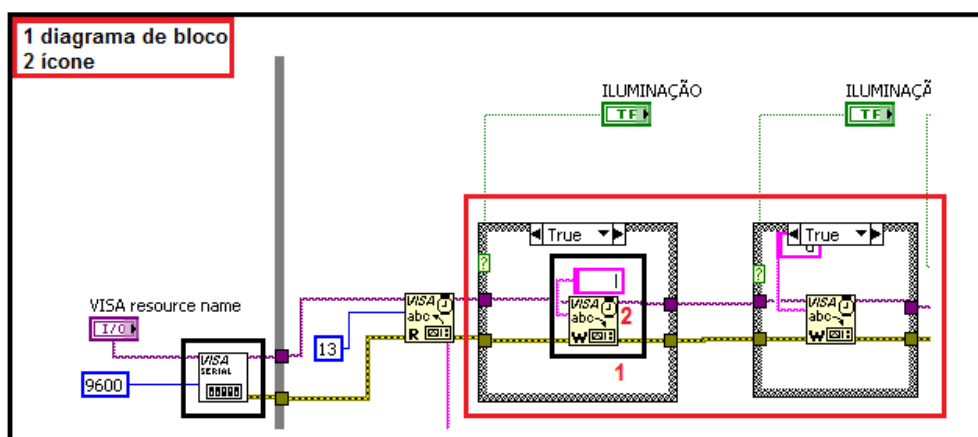 1 diagrama de bloco
2 ícone
ILUMINAÇÃO
TF
ILUMINAÇÃ
TF
True
True
?
?
VISA resource name
I/O
VISA
abc
R
VISA
abc
W
2
VISA
abc
W
13
1
VISA
SERIAL
9600